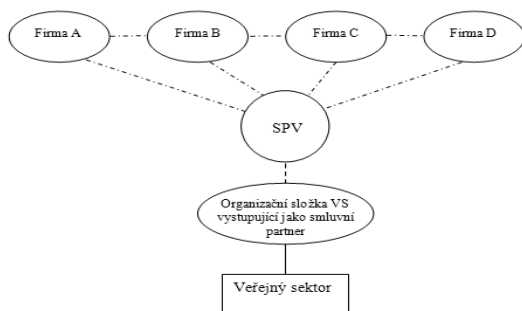 Firma A
Firma B
Firma C
Firma D
SPV
Organizační složka VS
vystupující jako smluvní
partner
Veřejný sektor